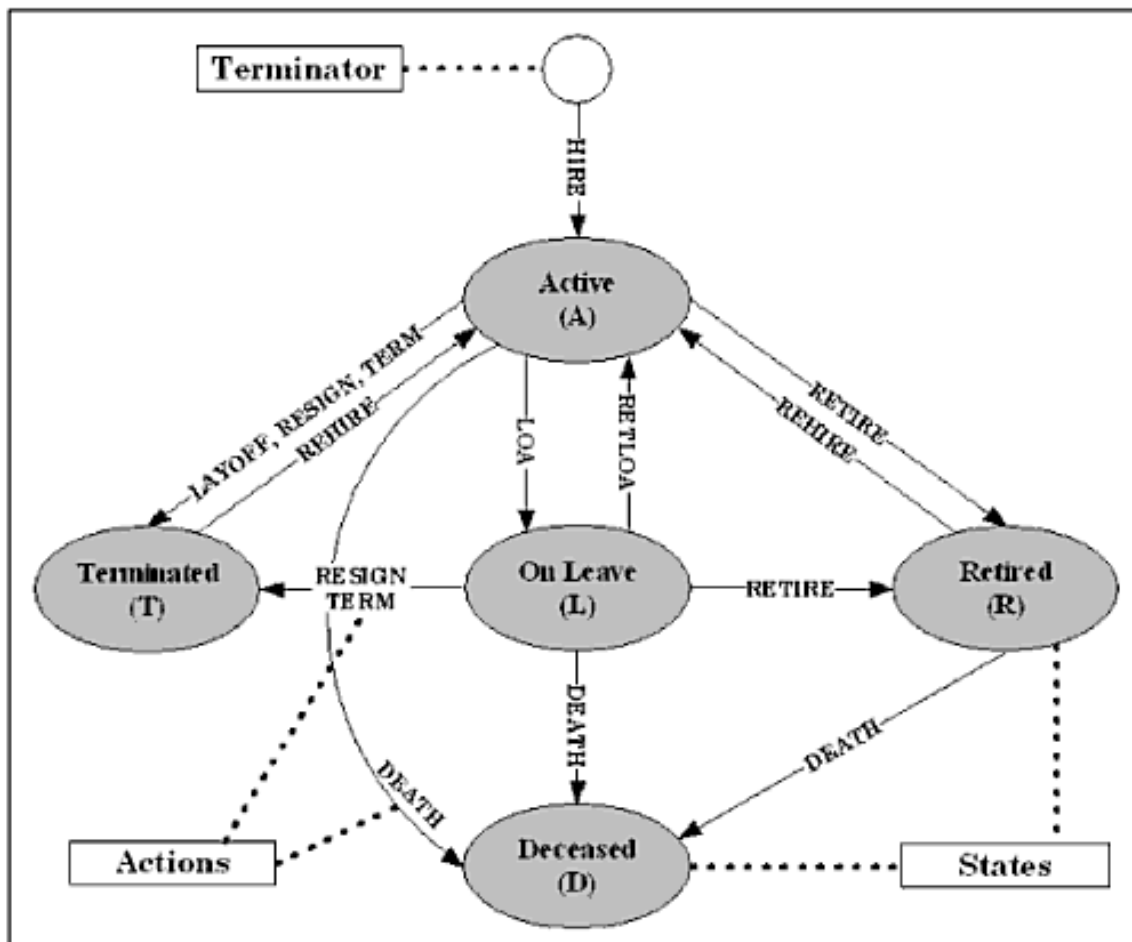 Terminator
HIRE
Active
(A)
LAYOFF, RESIGN, TERM
REHIRE
LOA
RETLOA
RETIRE
REHIRE
Terminated
(T)
RESIGN
TERM
On Leave
(L)
RETIRE
Retired
(R)
DEATH
DEATH
DEATH
Actions
Deceased
(D)
States